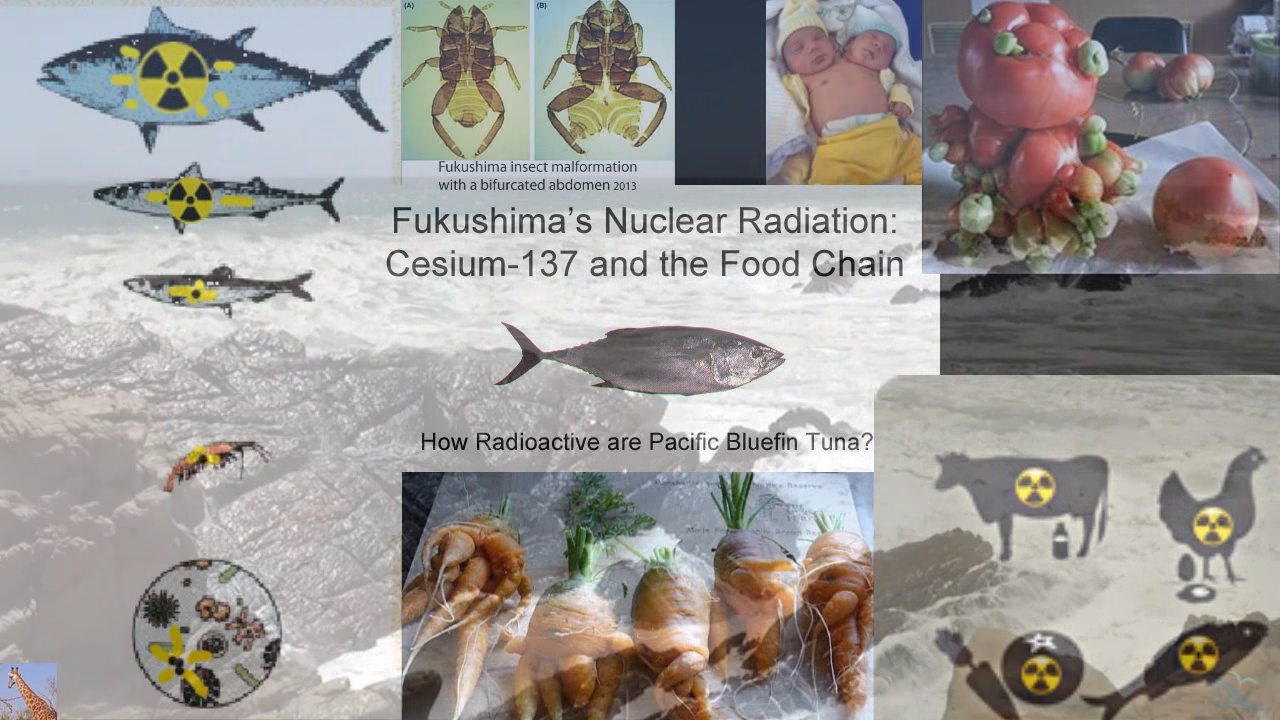 (A)
(B)
Fukushima insect malformation
with a bifurcated abdomen 2013
Fukushima's Nuclear Radiation:
Cesium-137 and the Food Chain
How Radioactive are Pacific Bluefin Tuna?